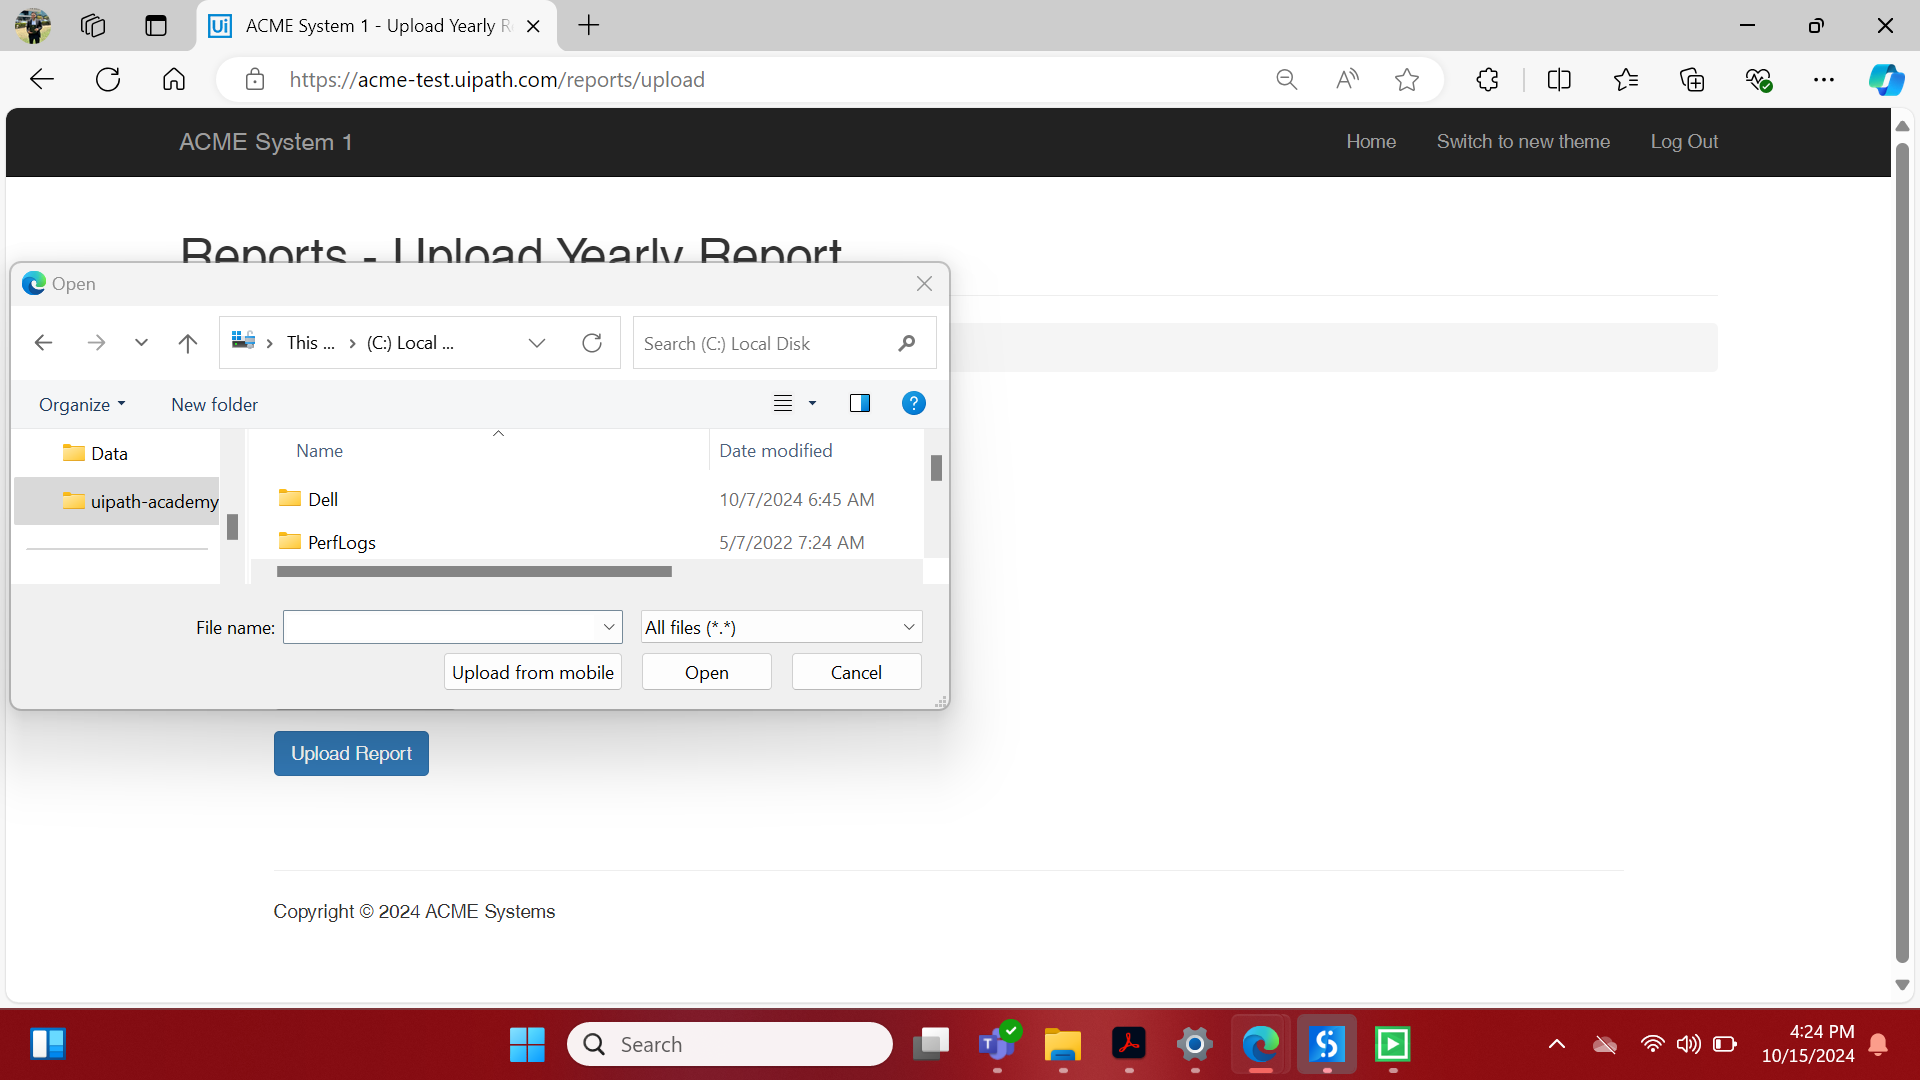 ACME System 1 - Upload Yearly R
https://acme-test.uipath.com/reports/upload
ACME System 1
Home
Switch to new theme
Log Out
Reports - Upload Yearly Report
Open
This ...
(C:) Local ...
Search (C:) Local Disk
Organize
New folder
Data
uipath-academy
Name
Date modified
Dell
10/7/2024 6:45 AM
PerfLogs
5/7/2022 7:24 AM
File name:
All files (*.*)
Upload from mobile
Open
Cancel
Upload Report
Copyright © 2024 ACME Systems
Search
4:24 PM
10/15/2024